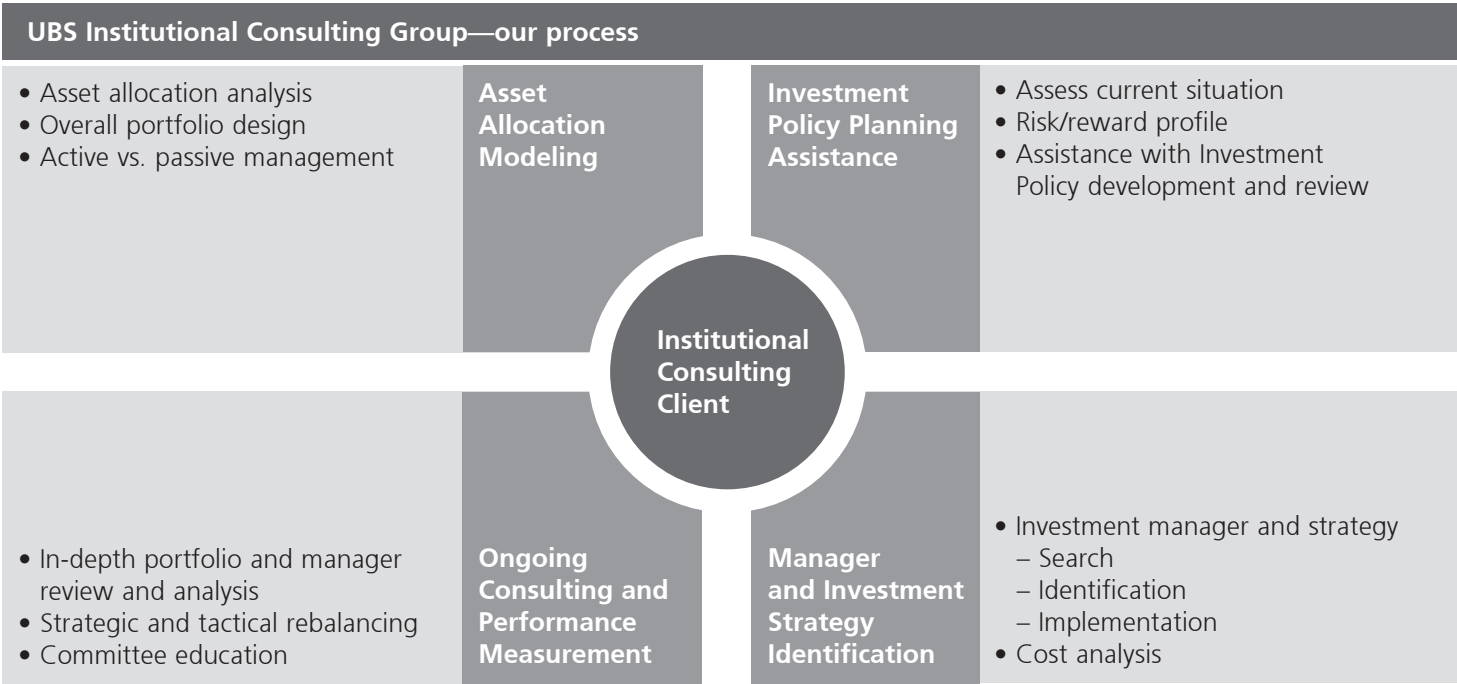 UBS Institutional Consulting Group—our process
• Asset allocation analysis
• Overall portfolio design
• Active vs. passive management
Asset
Allocation
Modeling
Investment
Policy Planning
Assistance
• Assess current situation
• Risk/reward profile
• Assistance with Investment
Policy development and review
Institutional
Consulting
Client
• In-depth portfolio and manager
review and analysis
• Strategic and tactical rebalancing
• Committee education
Ongoing
Consulting and
Performance
Measurement
Manager
and Investment
Strategy
Identification
• Investment manager and strategy
– Search
– Identification
– Implementation
• Cost analysis